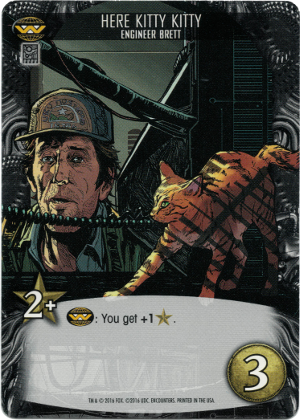 HERE KITTY KITTY
ENGINEER BRETT
2+
: You get +1 .
3
TM & © 2016 FOX. ©2016 UDC. ENCOUNTERS. PRINTED IN THE USA.